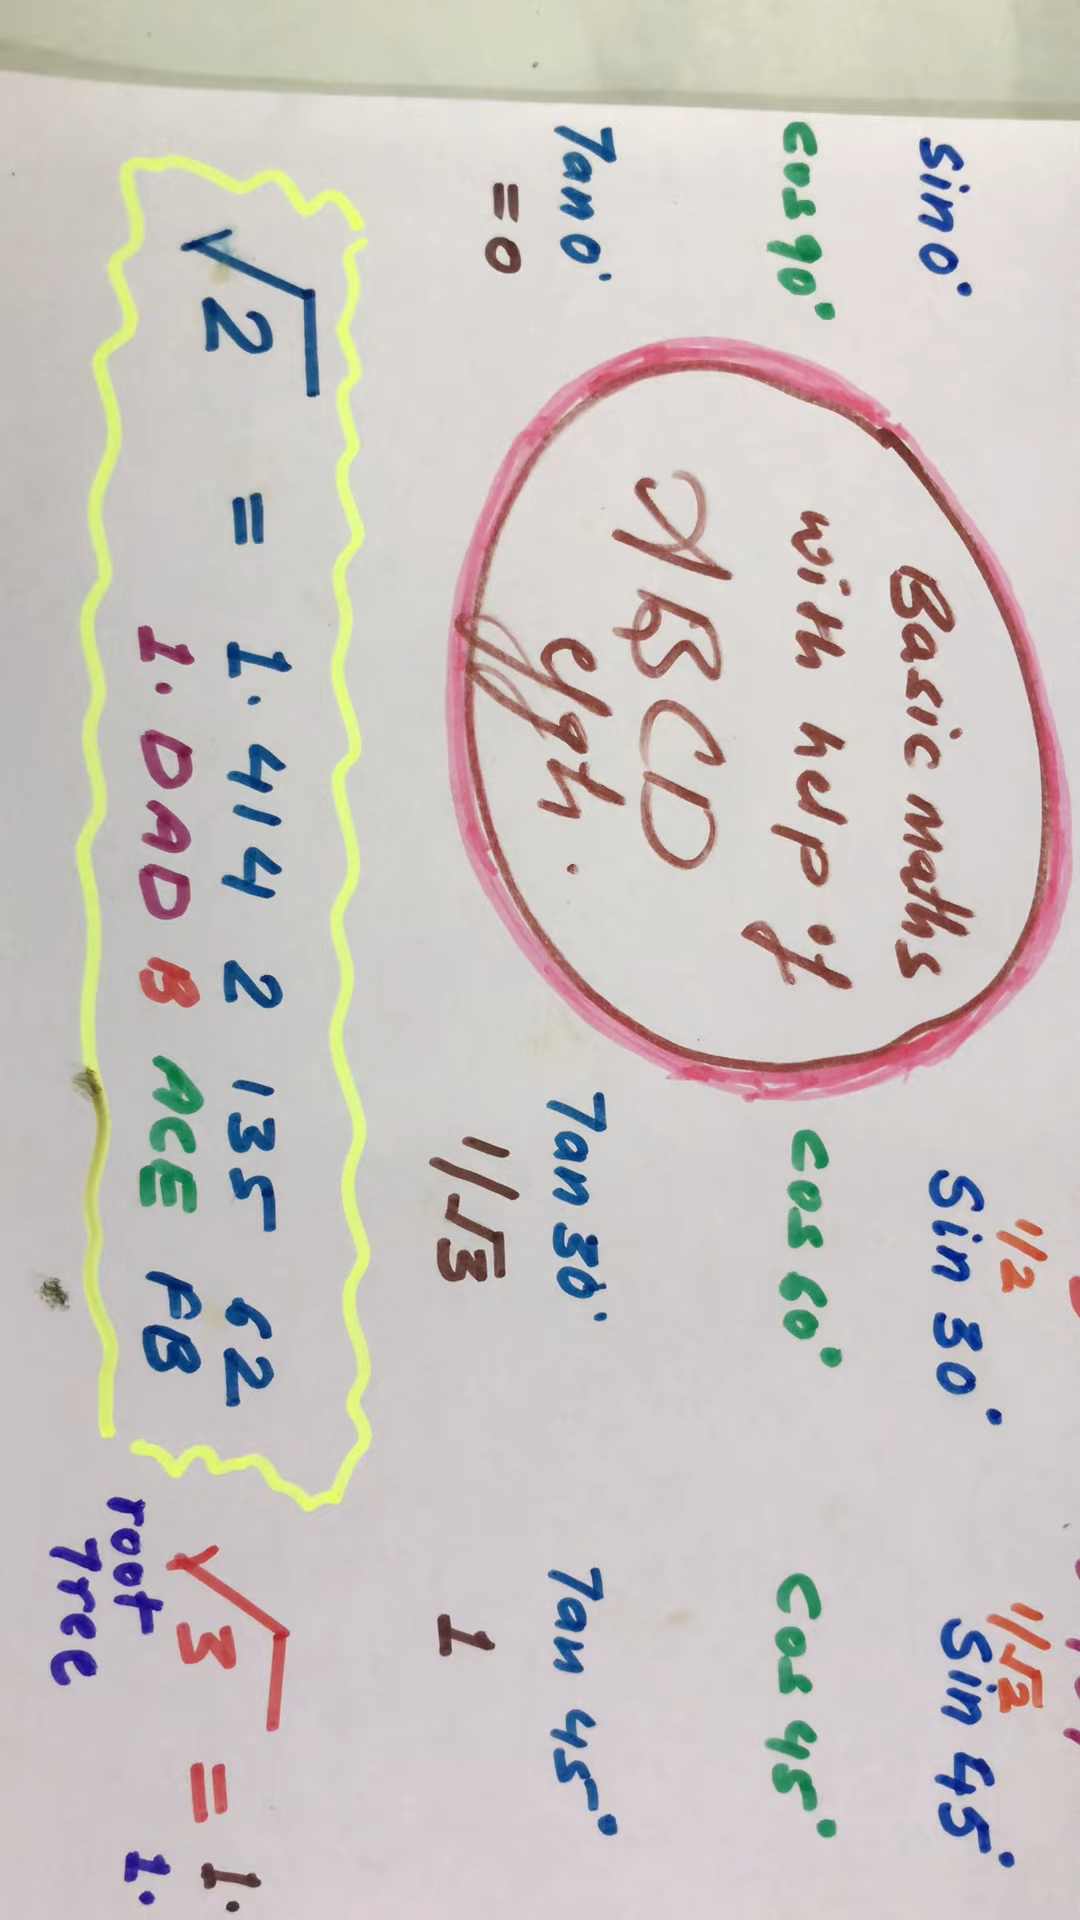 sin0°
cos90°
Tan0°
=0
Basic maths
with help of
ABCD
1/2
Sin 30°
cos 60°
Tan 30°
1/√3
1/√2
Sin 45°
Cos 45°
Tan 45°
1
√2 = 1.414 2 135 62
1. DAD B ACE FB
√3 = 1.
root 1.
Tree